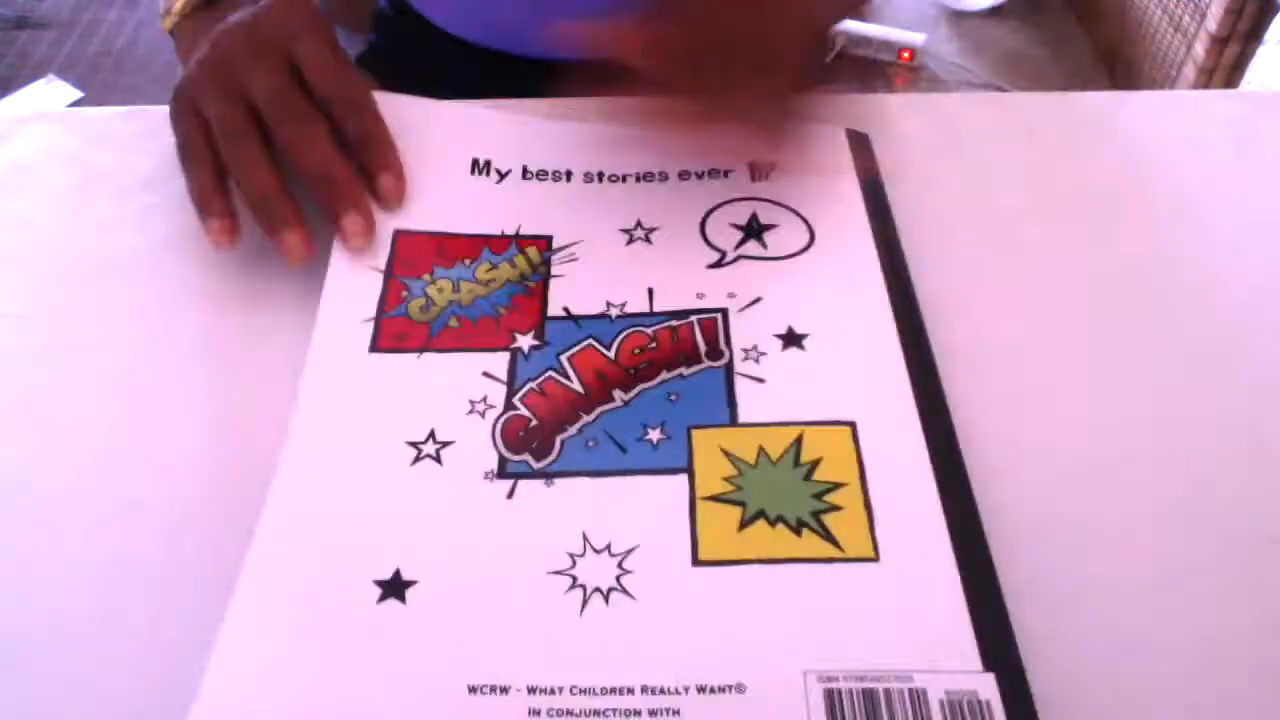 My best stories ever
CRASH!
SMASH!
WCRW - WHAT CHILDREN REALLY WANT©
IN CONJUNCTION WITH